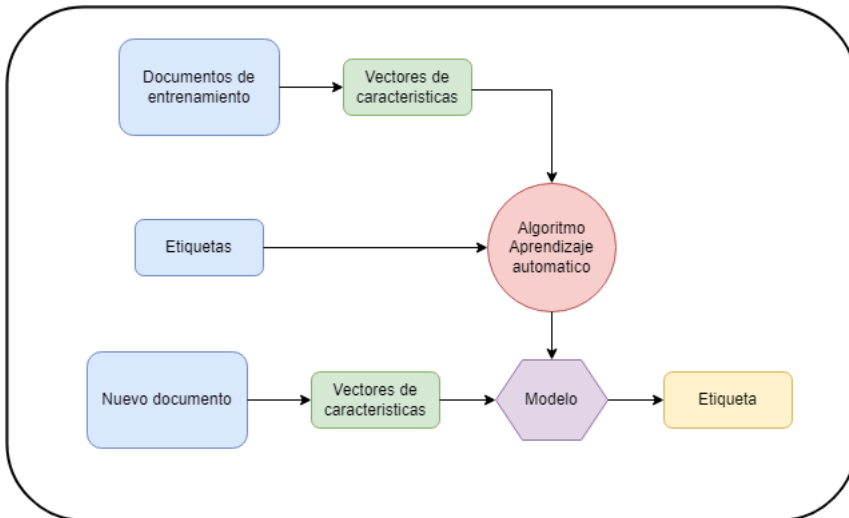 Documentos de
entrenamiento
Vectores de
caracteristicas
Algoritmo
Aprendizaje
automatico
Etiquetas
Nuevo documento
Vectores de
caracteristicas
Modelo
Etiqueta